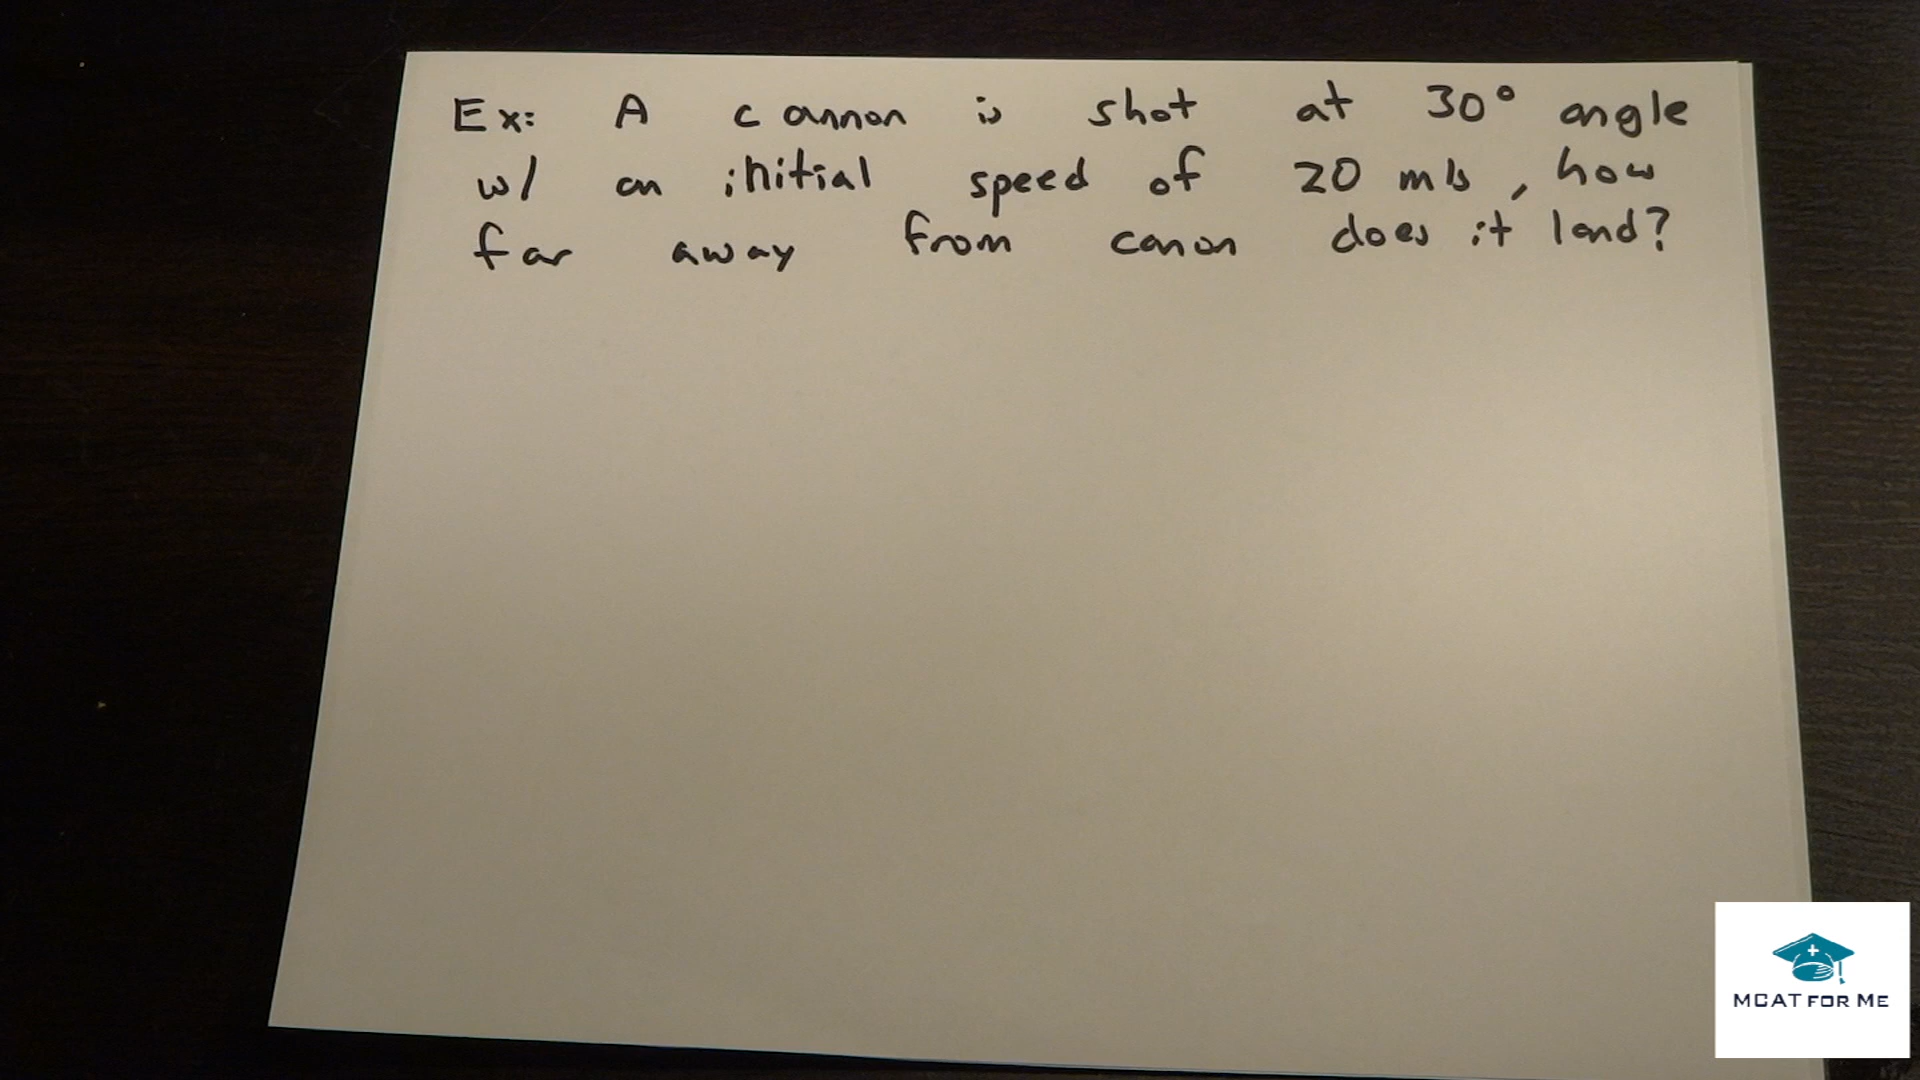 Ex: A cannon is shot at 30° angle
w/ an initial speed of 20 m/s, how
far away from canon does it land?
MCAT FOR ME